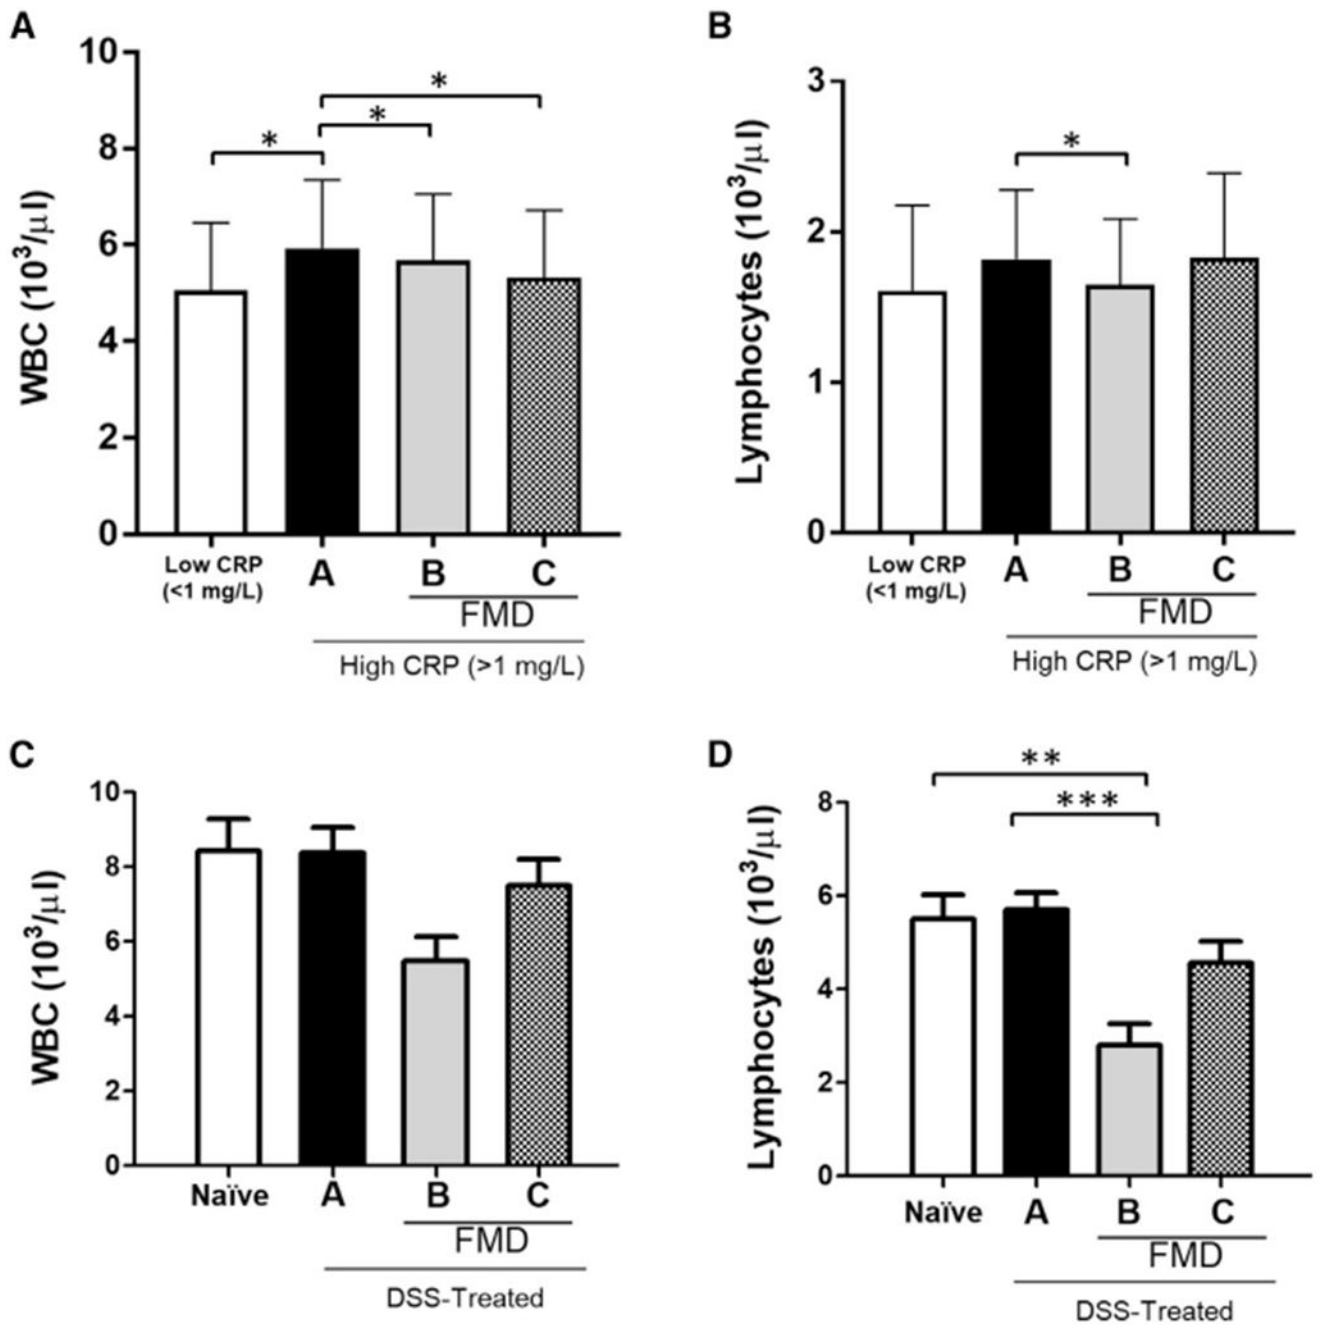 A
WBC (10³/µl)
10
8
6
4
2
0
*
*
*
Low CRP
(<1 mg/L)
A
B
C
FMD
High CRP (>1 mg/L)
B
Lymphocytes (10³/µl)
3
2
1
0
*
Low CRP
(<1 mg/L)
A
B
C
FMD
High CRP (>1 mg/L)
C
WBC (10³/µl)
10
8
6
4
2
0
Naïve
A
B
C
FMD
DSS-Treated
D
Lymphocytes (10³/µl)
8
6
4
2
0
**
***
Naïve
A
B
C
FMD
DSS-Treated